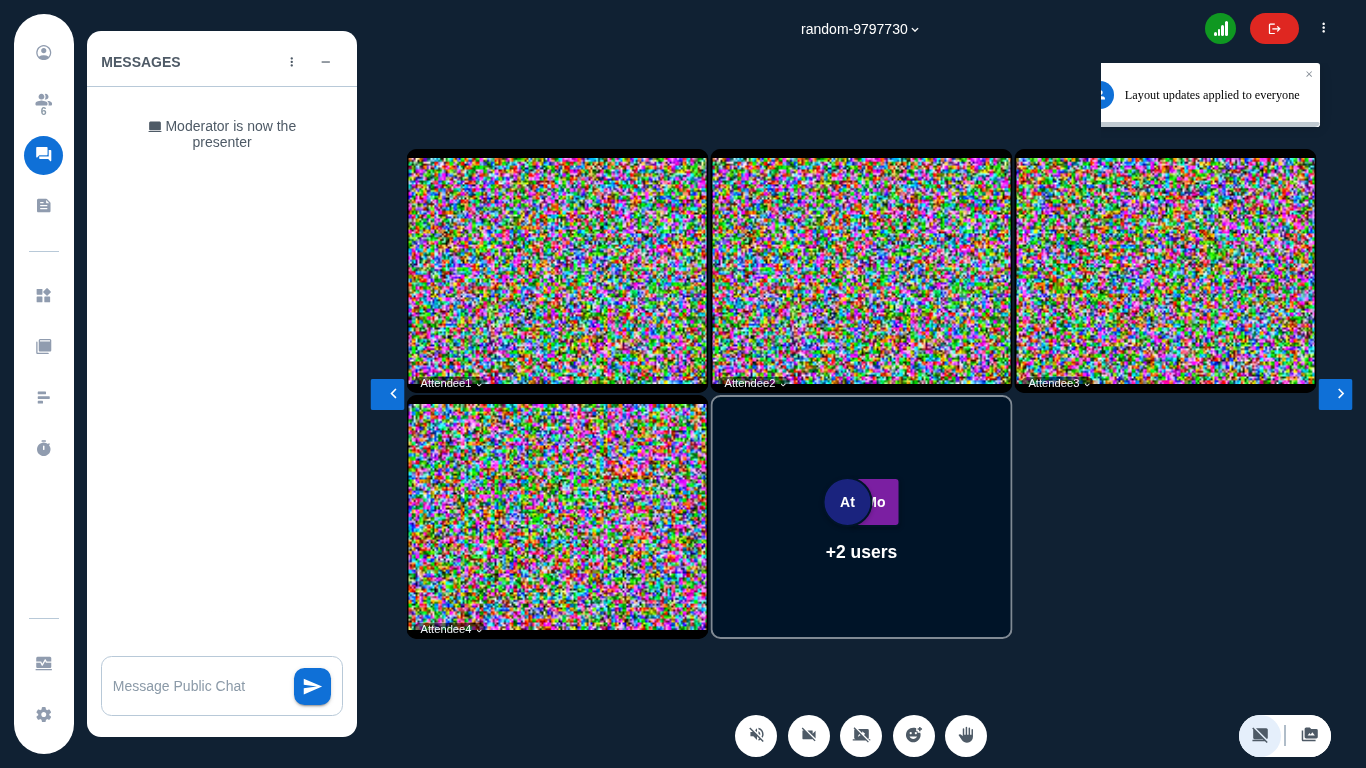 random-9797730
6
MESSAGES
Moderator is now the
presenter
Layout updates applied to everyone
Attendee1
Attendee2
Attendee3
Attendee4
At
Mo
+2 users
Message Public Chat